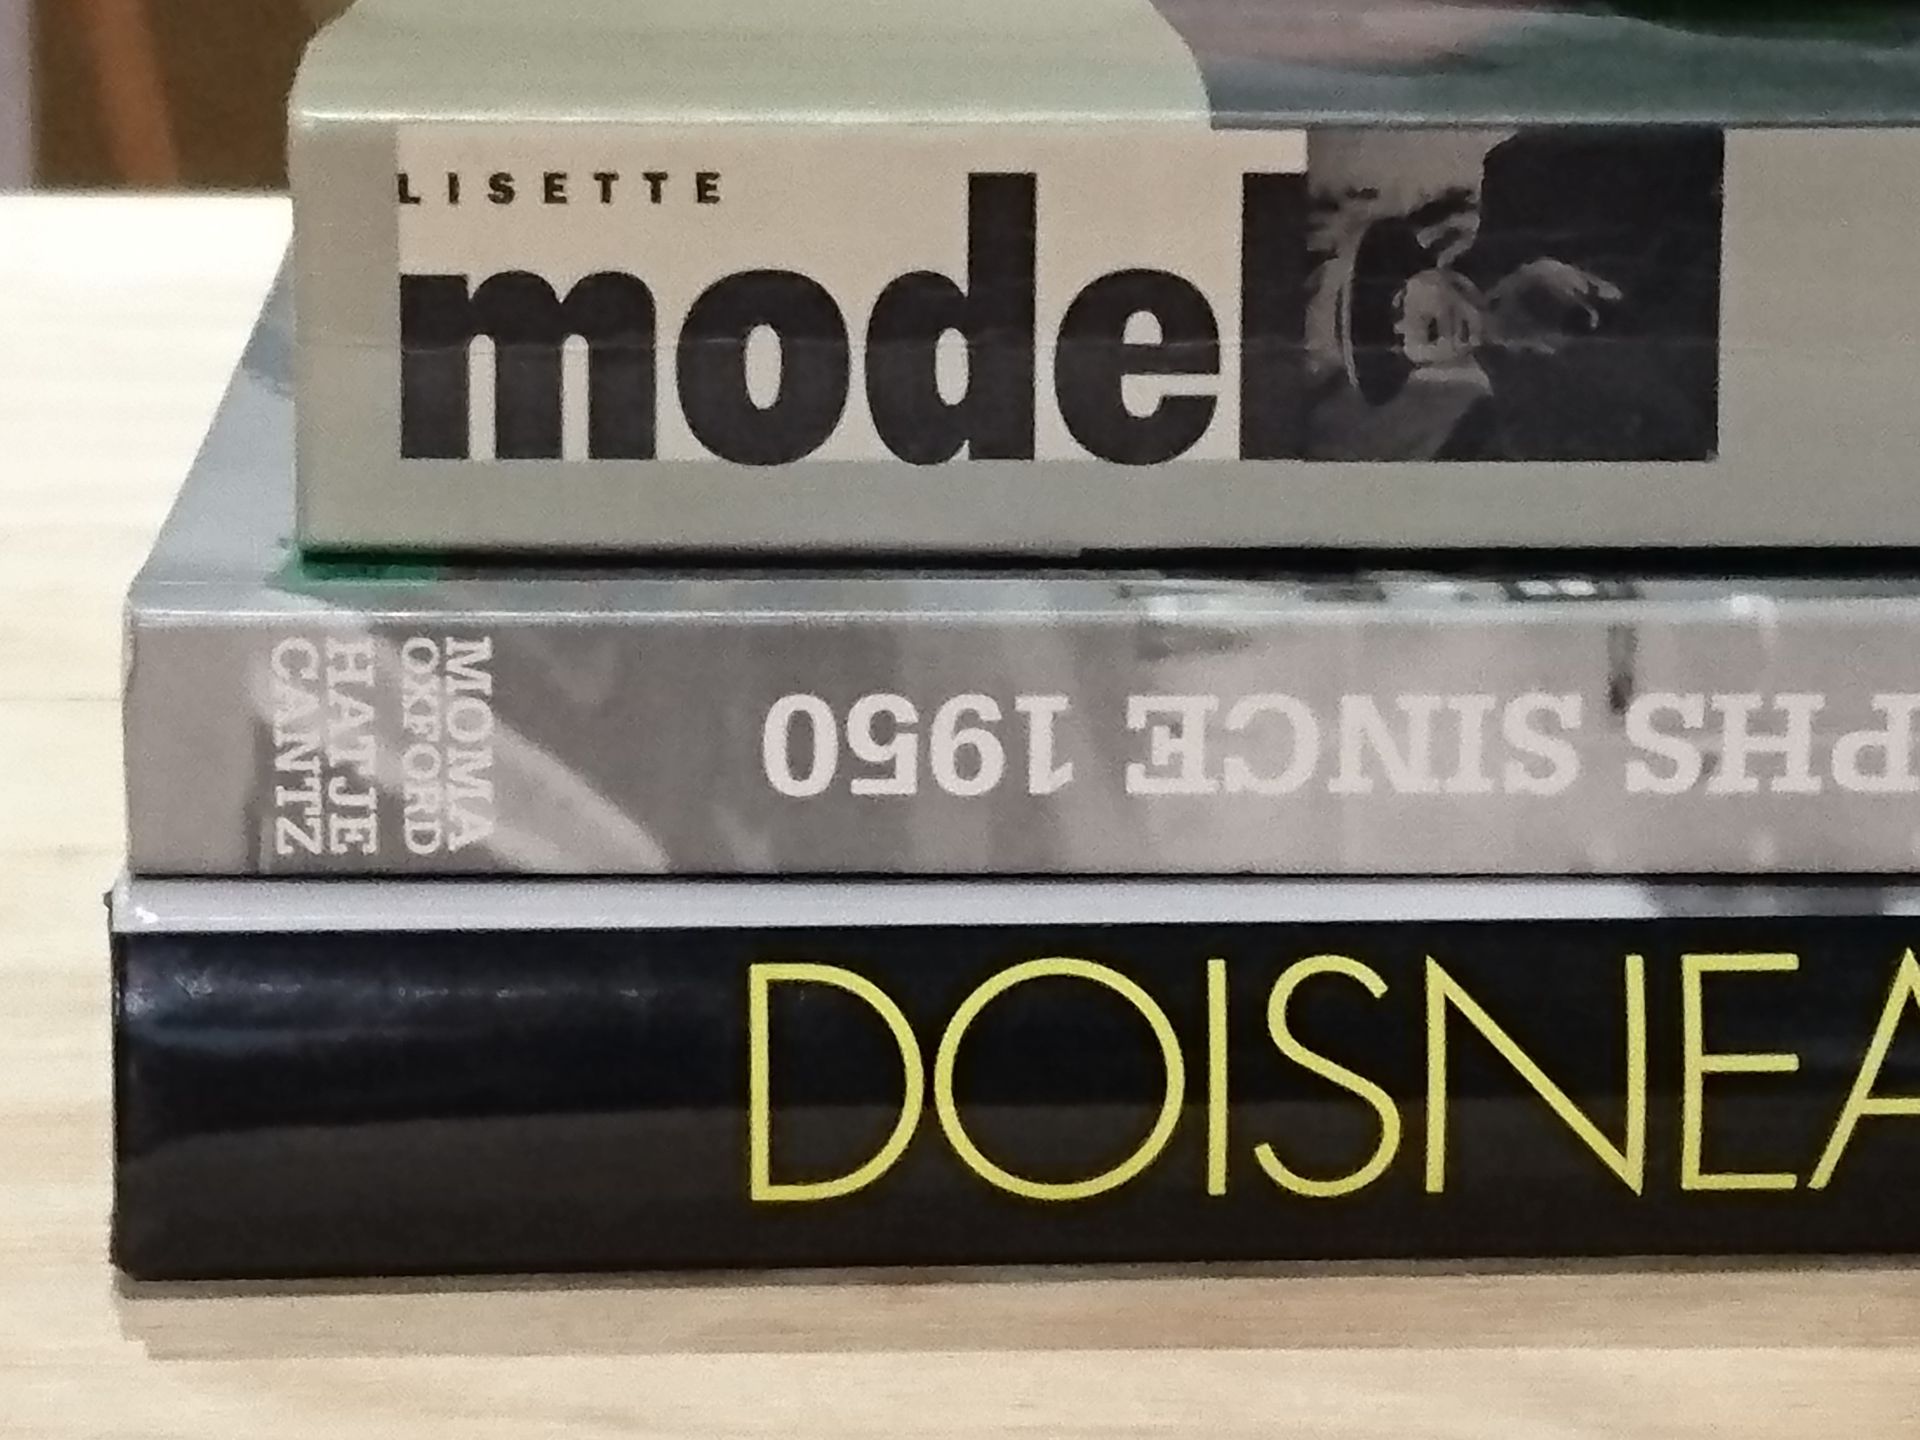 LISETTE
model
MOMA
OXFORD
HATJE
CANTZ
PHS SINCE 1950
DOISNEA